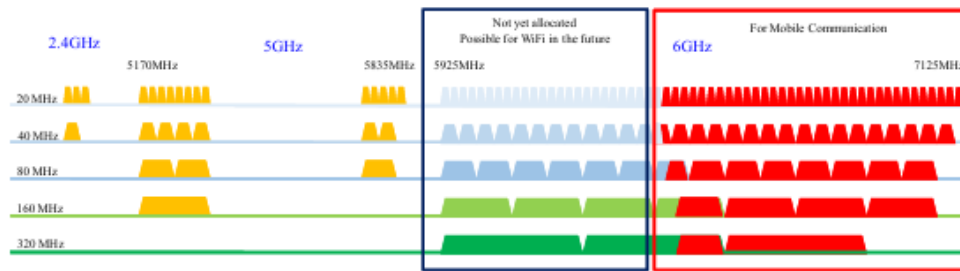 Not yet allocated
Possible for WiFi in the future
For Mobile Communication
2.4GHz
5GHz
6GHz
5170MHz
5835MHz
5925MHz
7125MHz
20 MHz
40 MHz
80 MHz
160 MHz
320 MHz